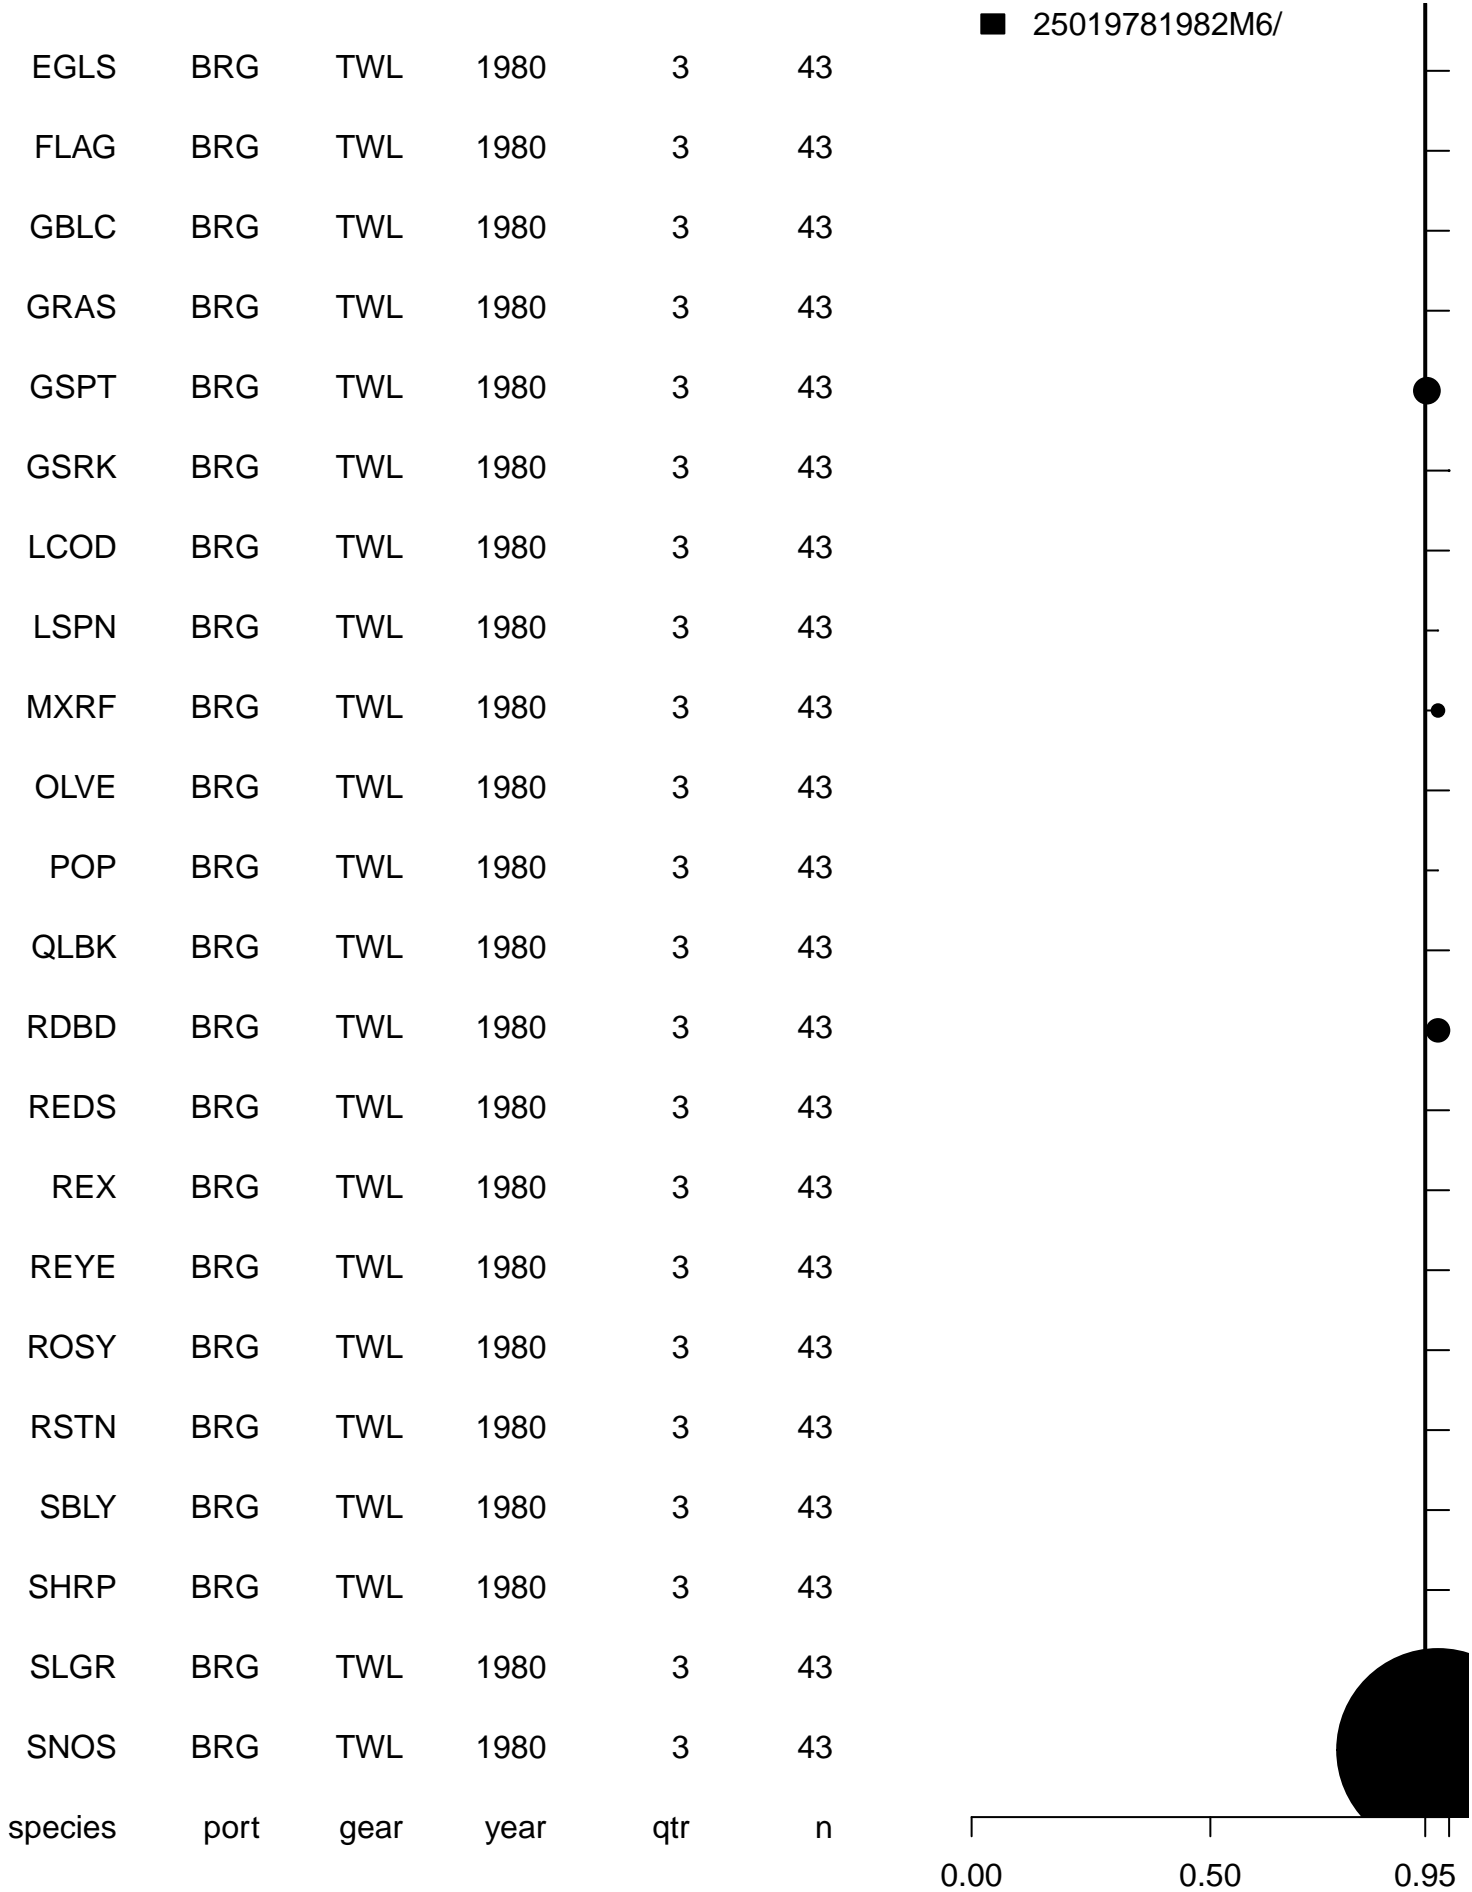 25019781982M6/
EGLS BRG TWL 1980 3 43
FLAG BRG TWL 1980 3 43
GBLC BRG TWL 1980 3 43
GRAS BRG TWL 1980 3 43
GSPT BRG TWL 1980 3 43
GSRK BRG TWL 1980 3 43
LCOD BRG TWL 1980 3 43
LSPN BRG TWL 1980 3 43
MXRF BRG TWL 1980 3 43
OLVE BRG TWL 1980 3 43
POP BRG TWL 1980 3 43
QLBK BRG TWL 1980 3 43
RDBD BRG TWL 1980 3 43
REDS BRG TWL 1980 3 43
REX BRG TWL 1980 3 43
REYE BRG TWL 1980 3 43
ROSY BRG TWL 1980 3 43
RSTN BRG TWL 1980 3 43
SBLY BRG TWL 1980 3 43
SHRP BRG TWL 1980 3 43
SLGR BRG TWL 1980 3 43
SNOS BRG TWL 1980 3 43
species port gear year qtr n
0.00 0.50 0.95